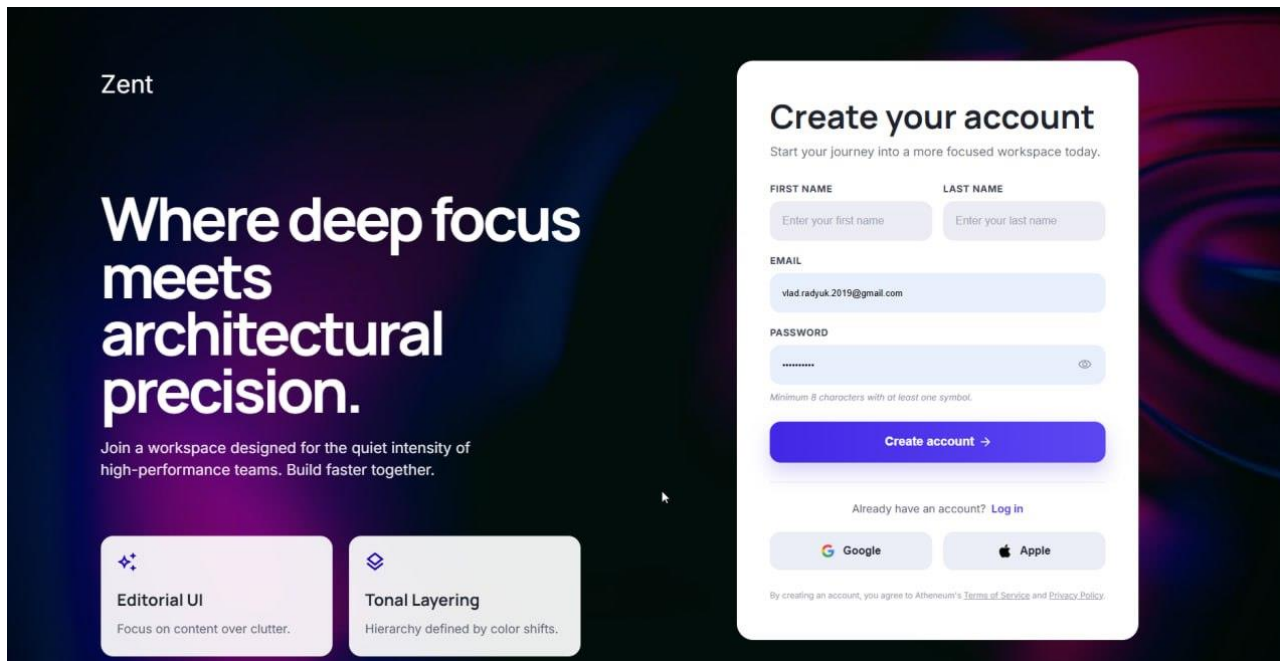 Zent
Where deep focus
meets
architectural
precision.
Join a workspace designed for the quiet intensity of
high-performance teams. Build faster together.
Editorial UI
Focus on content over clutter.
Tonal Layering
Hierarchy defined by color shifts.
Create your account
Start your journey into a more focused workspace today.
FIRST NAME
LAST NAME
Enter your first name
Enter your last name
EMAIL
vlad.radyuk.2019@gmail.com
PASSWORD
••••••••••
Minimum 8 characters with at least one symbol.
Create account →
Already have an account? Log in
Google
Apple
By creating an account, you agree to Atheneum's Terms of Service and Privacy Policy.